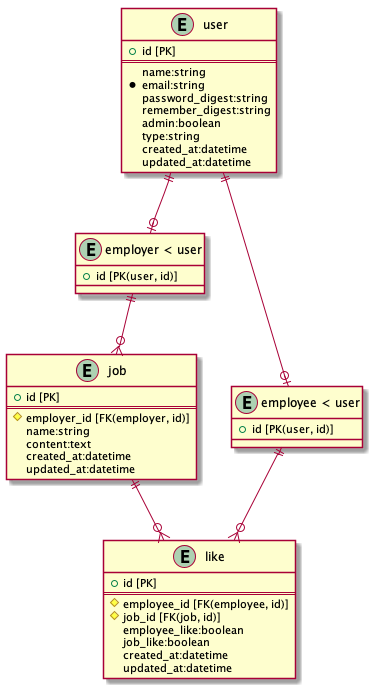 E user
id [PK]
name:string
email:string
password_digest:string
remember_digest:string
admin:boolean
type:string
created_at:datetime
updated_at:datetime
E employer < user
id [PK(user, id)]
E job
id [PK]
employer_id [FK(employer, id)]
name:string
content:text
created_at:datetime
updated_at:datetime
E employee < user
id [PK(user, id)]
E like
id [PK]
employee_id [FK(employee, id)]
job_id [FK(job, id)]
employee_like:boolean
job_like:boolean
created_at:datetime
updated_at:datetime